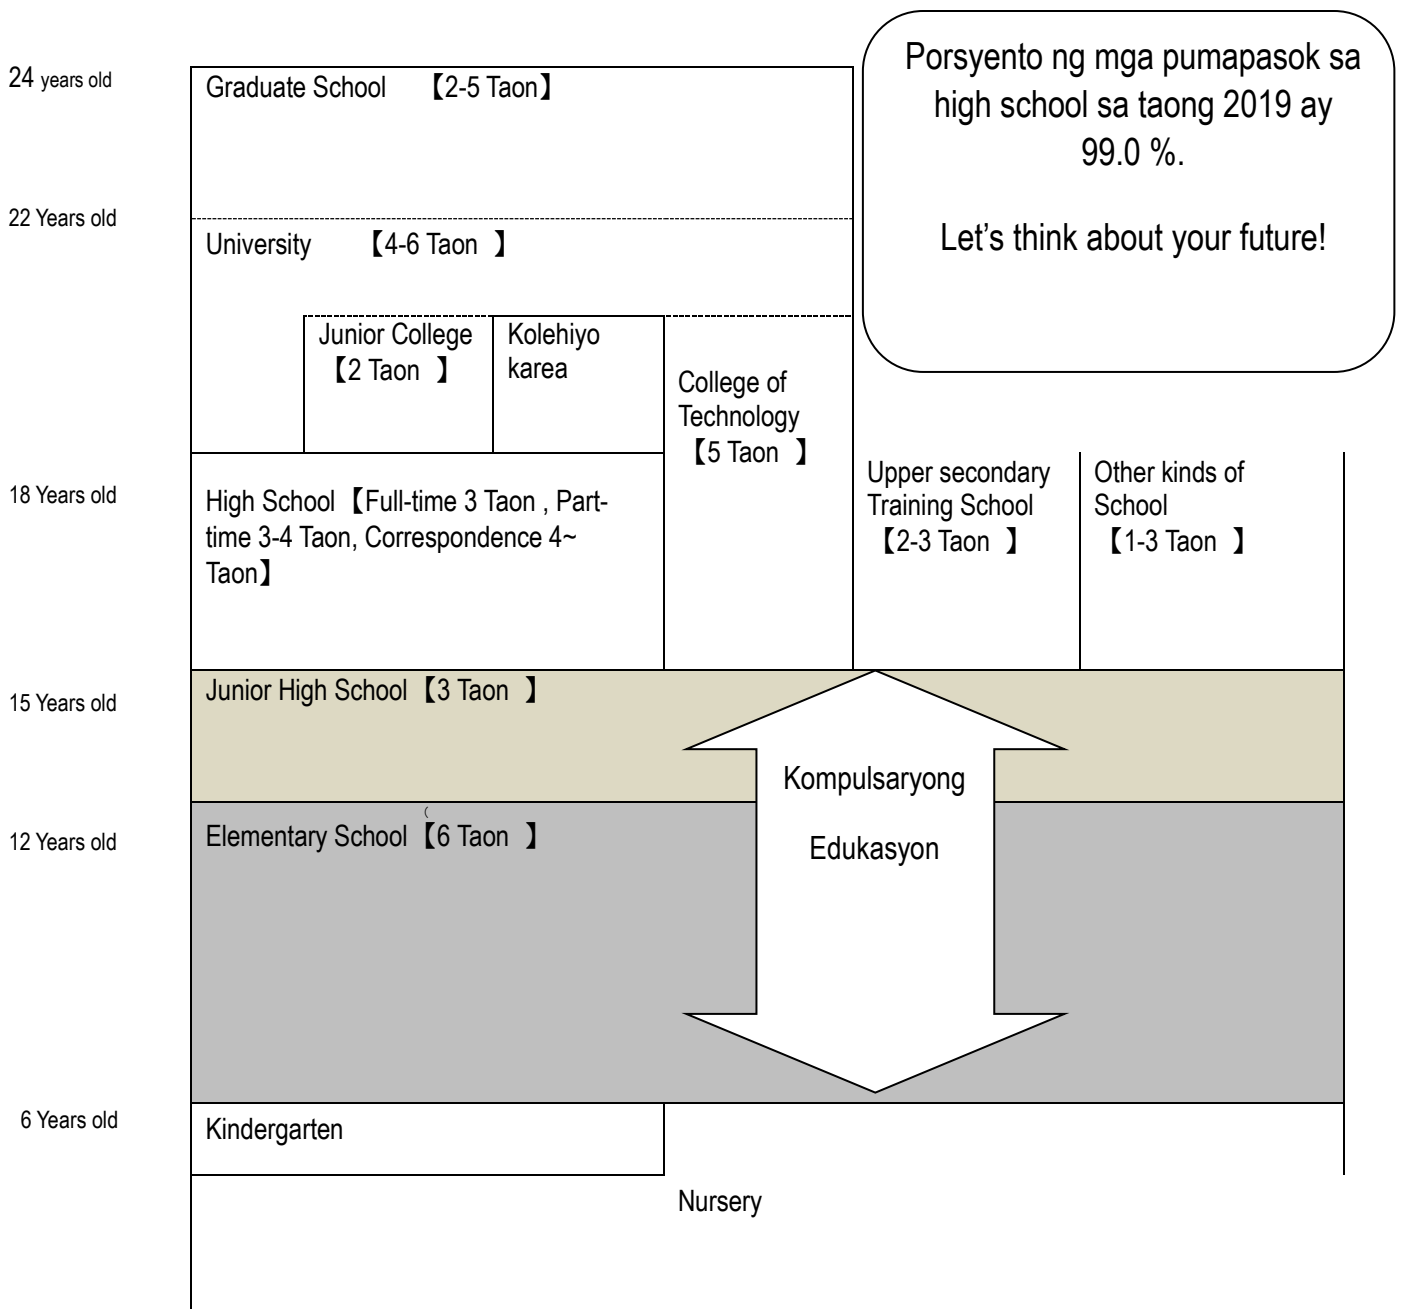 24 years old
Graduate School 【2-5 Taon】
Porsyento ng mga pumapasok sa
high school sa taong 2019 ay
99.0 %.
Let’s think about your future!
22 Years old
University 【4-6 Taon 】
Junior College
【2 Taon 】
Kolehiyo
karea
College of
Technology
【5 Taon 】
18 Years old
High School【Full-time 3 Taon , Part-
time 3-4 Taon, Correspondence 4~
Taon】
Upper secondary
Training School
【2-3 Taon 】
Other kinds of
School
【1-3 Taon 】
15 Years old
Junior High School【3 Taon 】
Kompulsaryong
Edukasyon
12 Years old
(
Elementary School【6 Taon 】
6 Years old
Kindergarten
Nursery